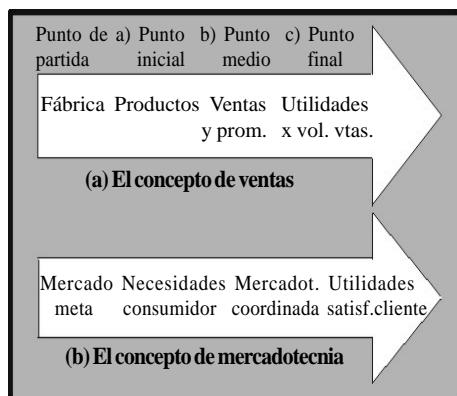 Punto de a) Punto b) Punto c) Punto
partida inicial medio final
Fábrica Productos Ventas Utilidades
y prom. x vol. vtas.
(a) El concepto de ventas
Mercado Necesidades Mercadot. Utilidades
meta consumidor coordinada satisf.cliente
(b) El concepto de mercadotecnia